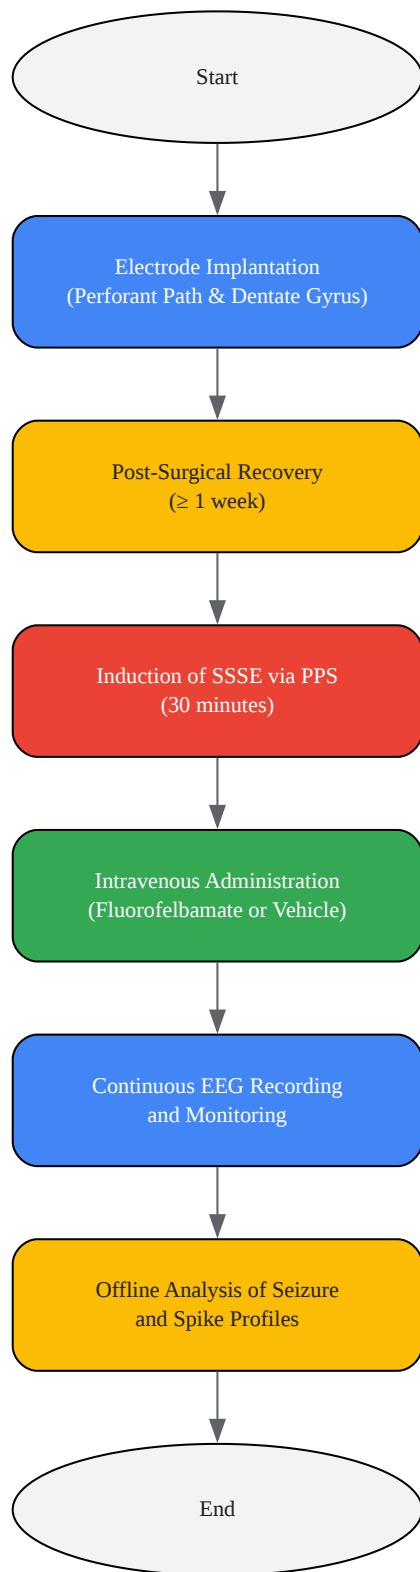 Start
Electrode Implantation
(Perforant Path & Dentate Gyrus)
Post-Surgical Recovery
(≥ 1 week)
Induction of SSSE via PPS
(30 minutes)
Intravenous Administration
(Fluorofelbamate or Vehicle)
Continuous EEG Recording
and Monitoring
Offline Analysis of Seizure
and Spike Profiles
End